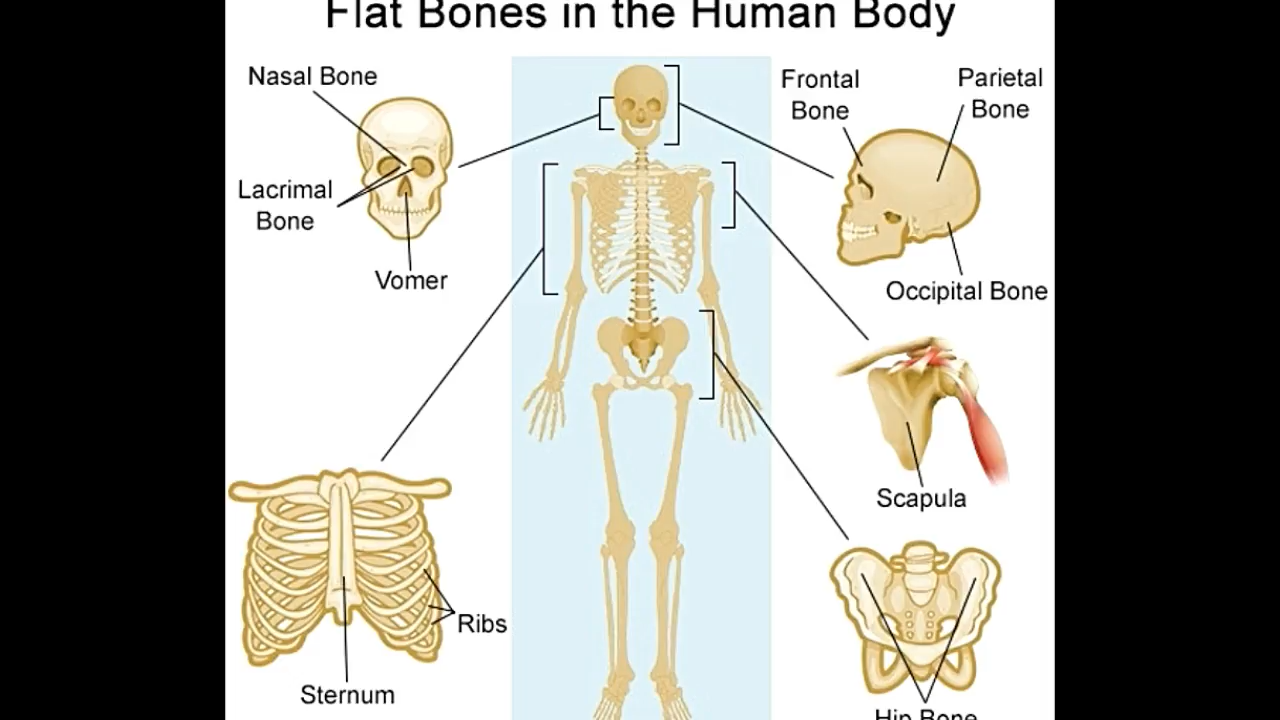 Flat Bones in the Human Body
Nasal Bone
Lacrimal
Bone
Vomer
Frontal
Bone
Parietal
Bone
Occipital Bone
Scapula
Ribs
Sternum
Hip Bone